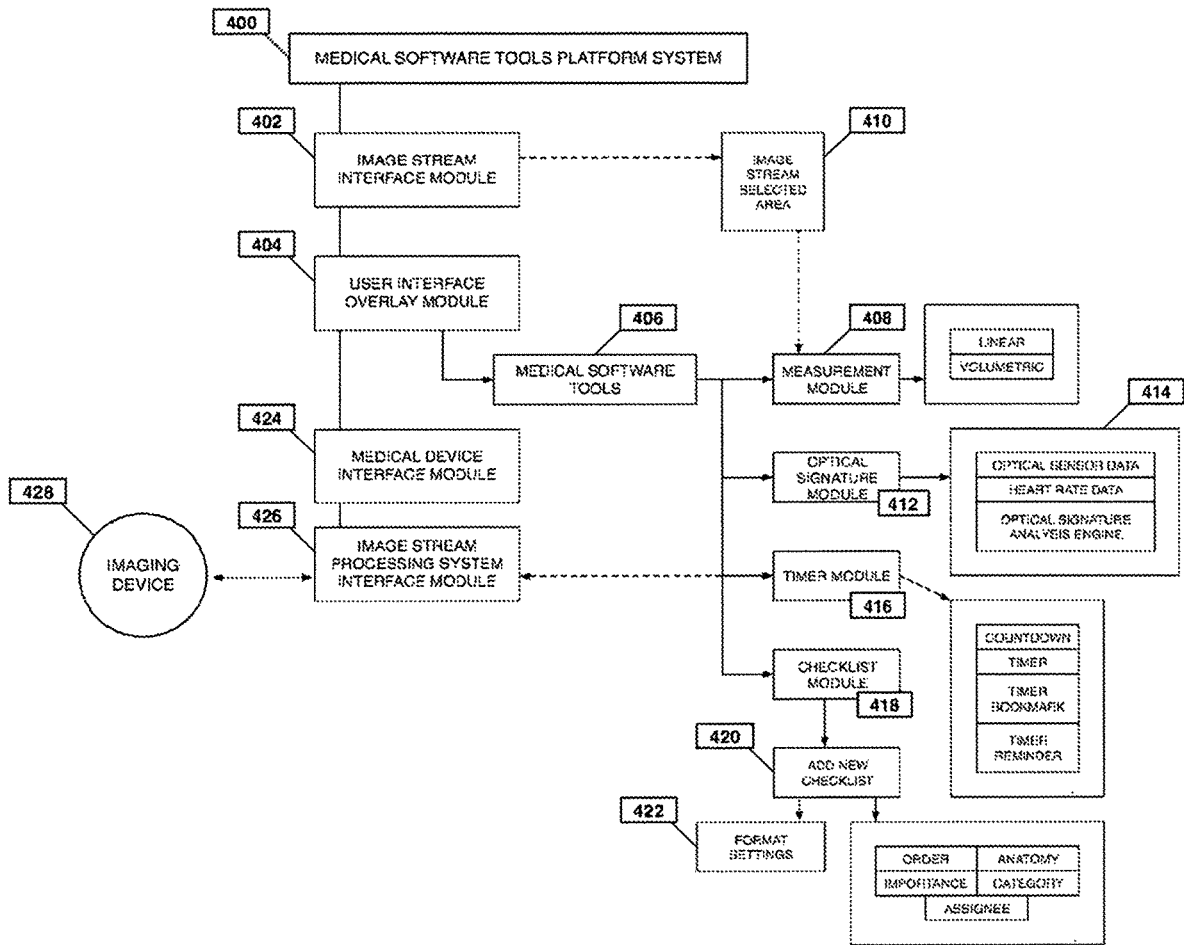 400
MEDICAL SOFTWARE TOOLS PLATFORM SYSTEM
402
IMAGE STREAM
INTERFACE MODULE
410
IMAGE
STREAM
SELECTED
AREA
404
USER INTERFACE
OVERLAY MODULE
406
MEDICAL SOFTWARE
TOOLS
408
MEASUREMENT
MODULE
LINEAR
VOLUMETRIC
414
424
MEDICAL DEVICE
INTERFACE MODULE
OPTICAL
SIGNATURE
MODULE
412
OPTICAL SENSOR DATA
HEART RATE DATA
OPTICAL SIGNATURE
ANALYSIS ENGINE
428
IMAGING
DEVICE
426
IMAGE STREAM
PROCESSING SYSTEM
INTERFACE MODULE
TIMER MODULE
416
COUNTDOWN
TIMER
TIMER
BOOKMARK
TIMER
REMINDER
CHECKLIST
MODULE
418
420
ADD NEW
CHECKLIST
422
FORMAT
SETTINGS
ORDER
ANATOMY
IMPORTANCE
CATEGORY
ASSIGNEE